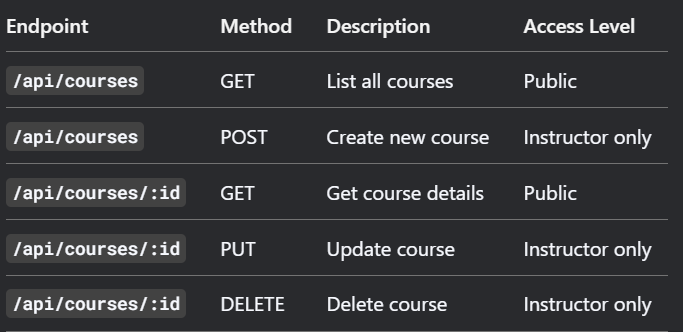 Endpoint Method Description Access Level
/api/courses GET List all courses Public
/api/courses POST Create new course Instructor only
/api/courses/:id GET Get course details Public
/api/courses/:id PUT Update course Instructor only
/api/courses/:id DELETE Delete course Instructor only